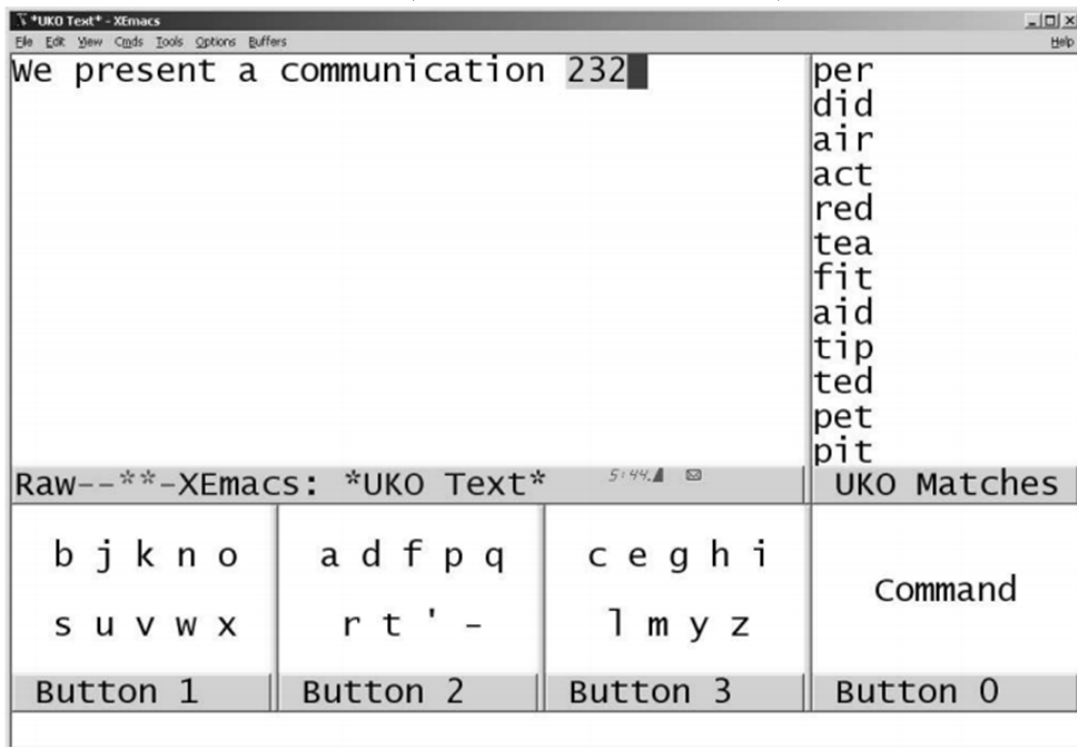 *UKO Text* - XEmacs
File Edit View Cmds Tools Options Buffers Help
We present a communication 232
per
did
air
act
red
tea
fit
aid
tip
ted
pet
pit
Raw--**-XEmacs: *UKO Text* 5:44
UKO Matches
b j k n o
s u v w x
Button 1
a d f p q
r t ' -
Button 2
c e g h i
l m y z
Button 3
Command
Button 0